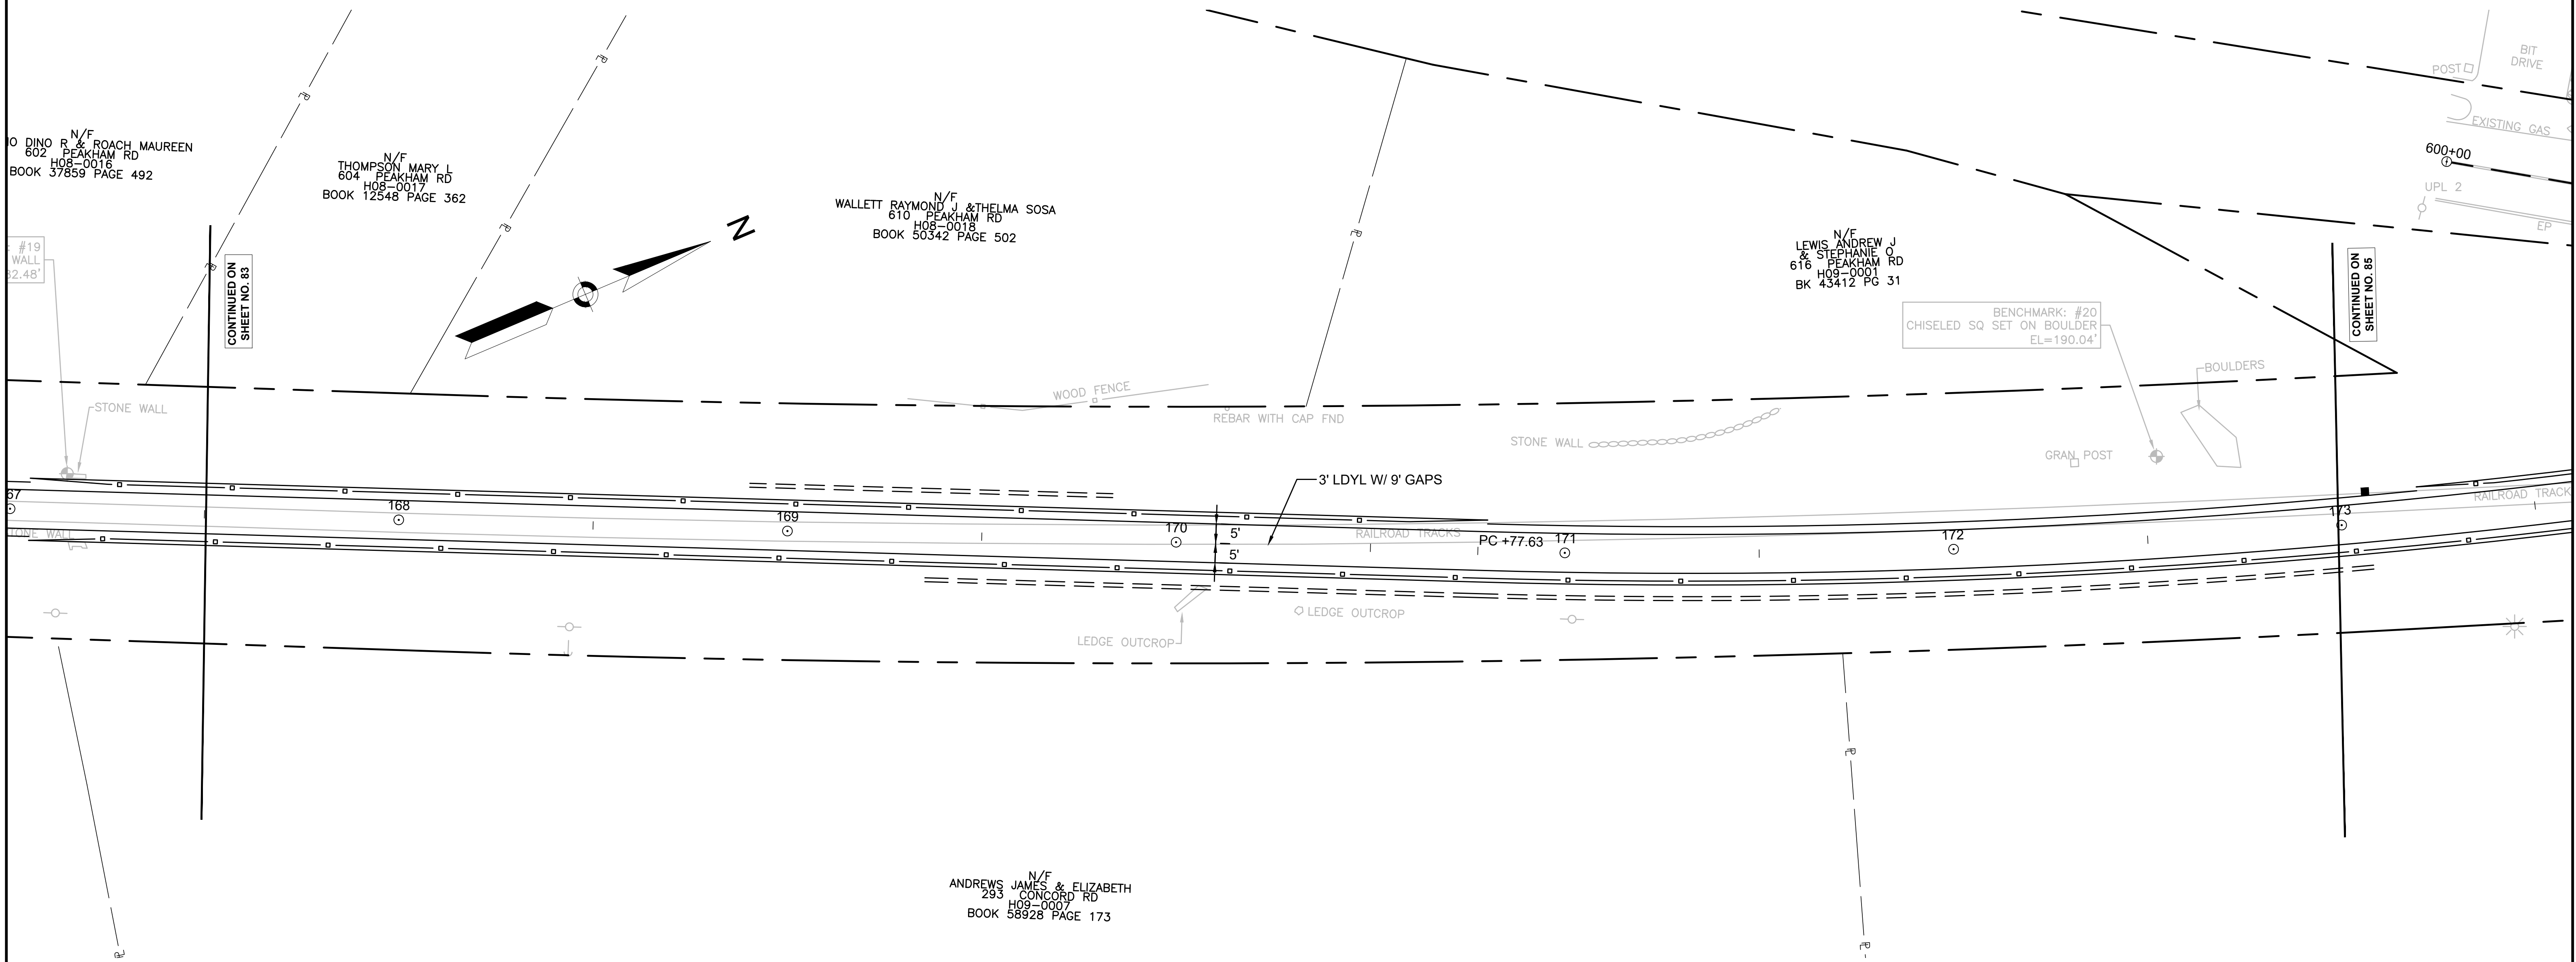 N/F
DINO R & ROACH MAUREEN
602 PEAKHAM RD
H08-0016
BOOK 37859 PAGE 492
N/F
THOMPSON MARY L
604 PEAKHAM RD
H08-0017
BOOK 12548 PAGE 362
N/F
WALLETT RAYMOND J &THELMA SOSA
610 PEAKHAM RD
H08-0018
BOOK 50342 PAGE 502
N/F
LEWIS ANDREW J
& STEPHANIE O
616 PEAKHAM RD
H09-0001
BK 43412 PG 31
BIT
DRIVE
POST
EXISTING GAS
600+00
UPL 2
EP
#19
WALL
32.48'
CONTINUED ON
SHEET NO. 83
N
BENCHMARK: #20
CHISELED SQ SET ON BOULDER
EL=190.04'
CONTINUED ON
SHEET NO. 85
BOULDERS
STONE WALL
WOOD FENCE
REBAR WITH CAP FND
STONE WALL
GRAN POST
3' LDYL W/ 9' GAPS
RAILROAD TRACK
67
168
169
170
5'
5'
RAILROAD TRACKS
PC +77.63
171
172
173
STONE WALL
LEDGE OUTCROP
LEDGE OUTCROP
N/F
ANDREWS JAMES & ELIZABETH
293 CONCORD RD
H09-0007
BOOK 58928 PAGE 173